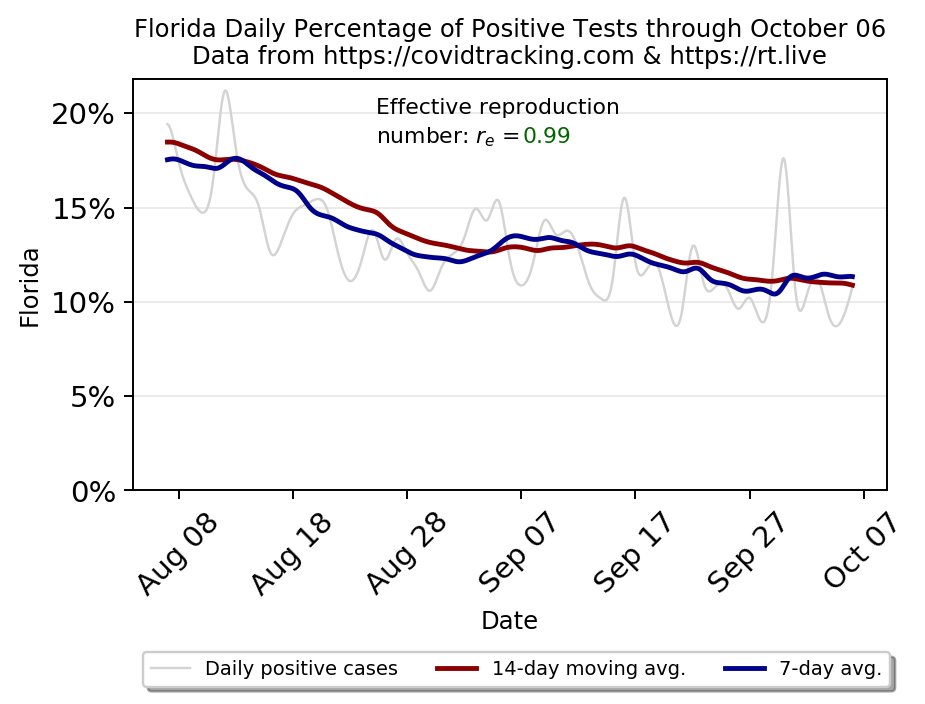 Florida Daily Percentage of Positive Tests through October 06
Data from https://covidtracking.com & https://rt.live
Effective reproduction
number: rₑ =0.99
20%
15%
10%
5%
0%
Florida
Aug 08
Aug 18
Aug 28
Sep 07
Sep 17
Sep 27
Oct 07
Date
Daily positive cases
14-day moving avg.
7-day avg.